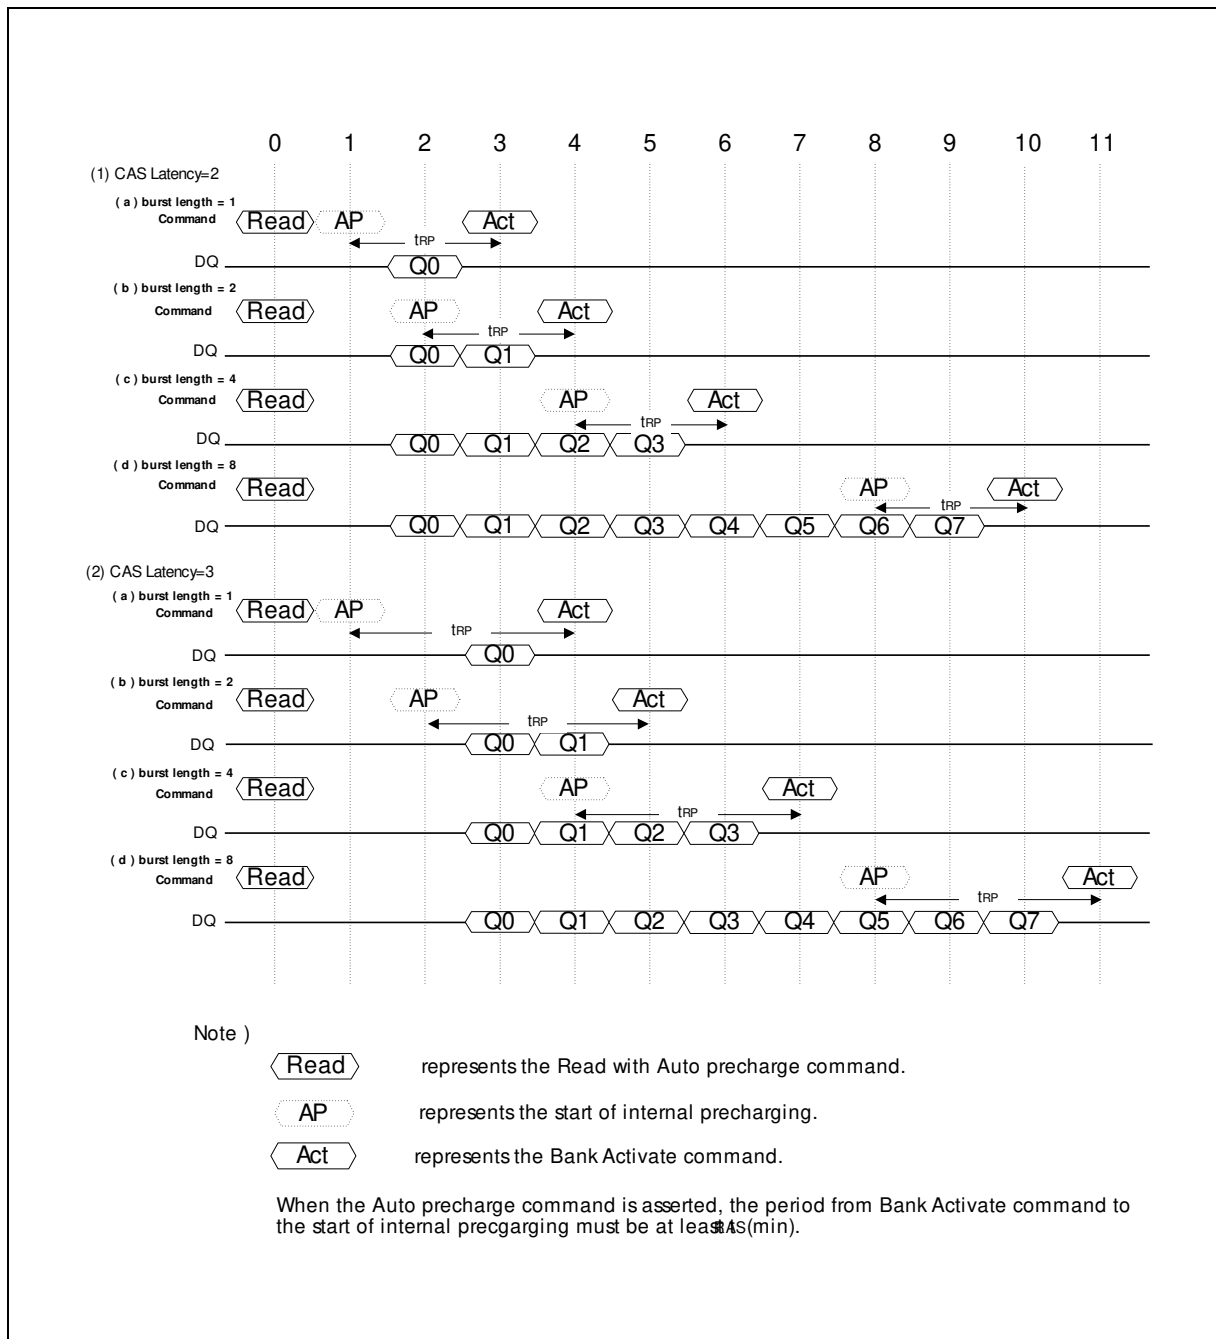 0 1 2 3 4 5 6 7 8 9 10 11
(1) CAS Latency=2
( a ) burst length = 1
Command Read AP Act
tRP
DQ Q0
( b ) burst length = 2
Command Read AP Act
tRP
DQ Q0 Q1
( c ) burst length = 4
Command Read AP Act
tRP
DQ Q0 Q1 Q2 Q3
( d ) burst length = 8
Command Read AP Act
tRP
DQ Q0 Q1 Q2 Q3 Q4 Q5 Q6 Q7
(2) CAS Latency=3
( a ) burst length = 1
Command Read AP Act
tRP
DQ Q0
( b ) burst length = 2
Command Read AP Act
tRP
DQ Q0 Q1
( c ) burst length = 4
Command Read AP Act
tRP
DQ Q0 Q1 Q2 Q3
( d ) burst length = 8
Command Read AP Act
tRP
DQ Q0 Q1 Q2 Q3 Q4 Q5 Q6 Q7
Note )
Read represents the Read with Auto precharge command.
AP represents the start of internal precharging.
Act represents the Bank Activate command.
When the Auto precharge command is asserted, the period from Bank Activate command to
the start of internal precgarging must be at least (min).